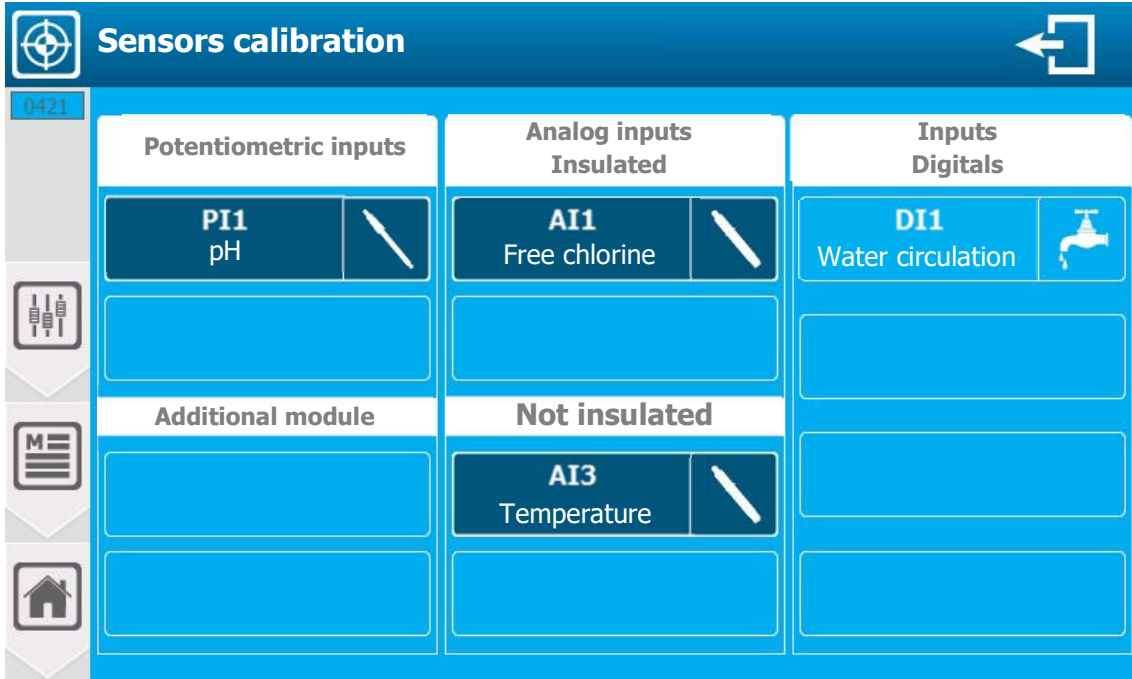 Sensors calibration
0421
Potentiometric inputs
PI1
pH
Additional module
Analog inputs
Insulated
AI1
Free chlorine
Not insulated
AI3
Temperature
Inputs
Digitals
DI1
Water circulation
M